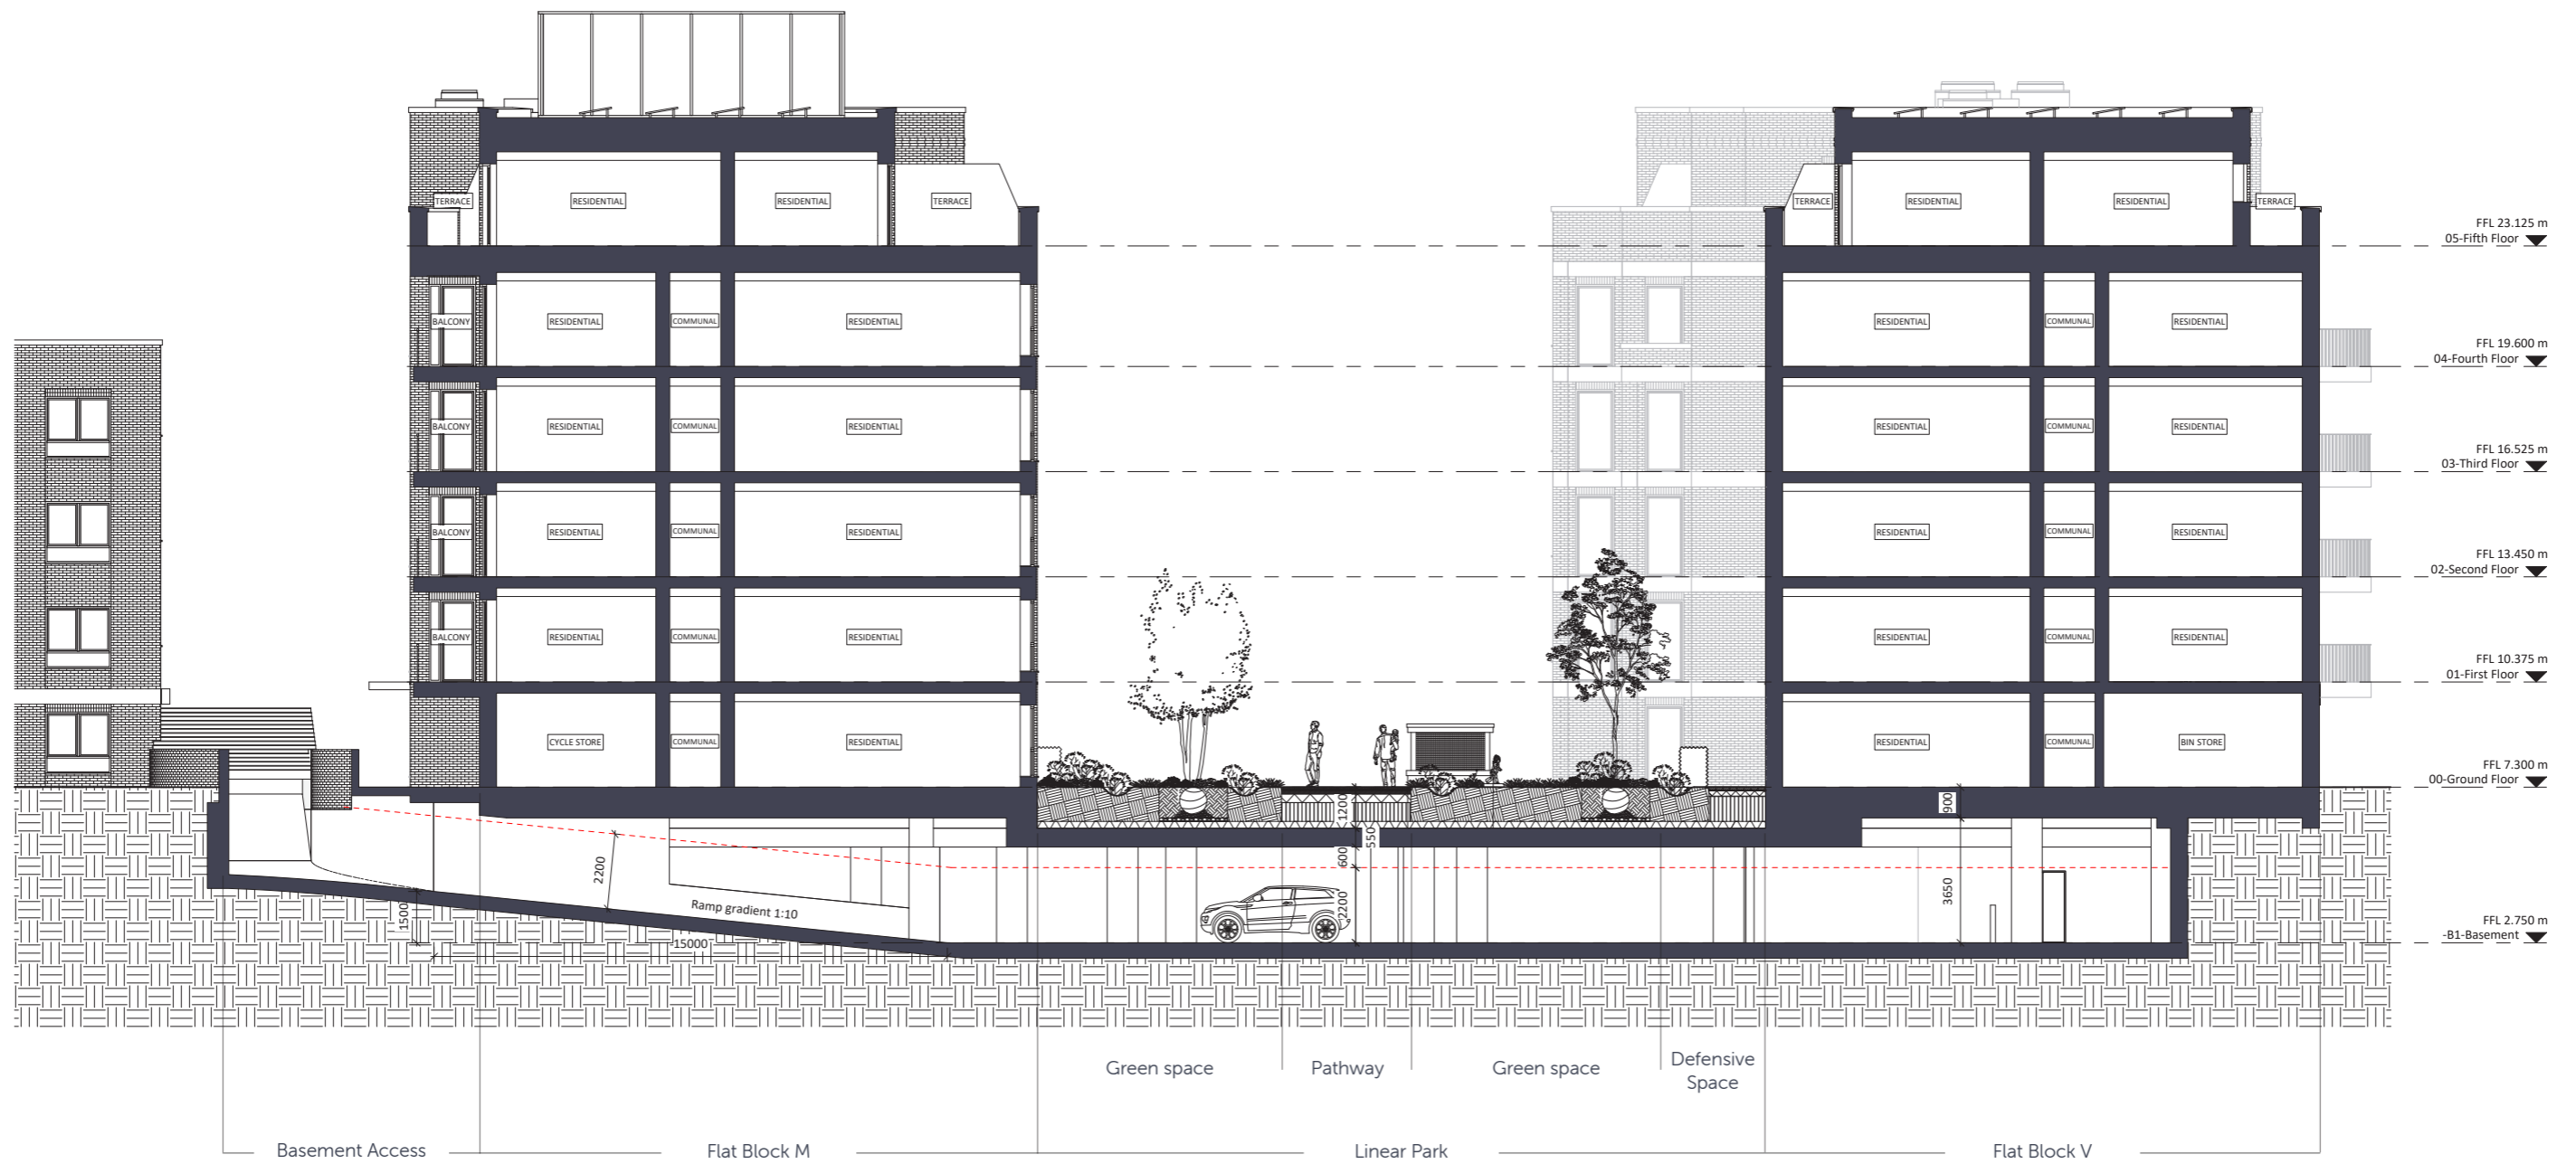 TERRACE
RESIDENTIAL
RESIDENTIAL
TERRACE
TERRACE
RESIDENTIAL
RESIDENTIAL
TERRACE
FFL 23.125 m
05-Fifth Floor
BALCONY
RESIDENTIAL
COMMUNAL
RESIDENTIAL
RESIDENTIAL
COMMUNAL
RESIDENTIAL
FFL 19.600 m
04-Fourth Floor
BALCONY
RESIDENTIAL
COMMUNAL
RESIDENTIAL
RESIDENTIAL
COMMUNAL
RESIDENTIAL
FFL 16.525 m
03-Third Floor
BALCONY
RESIDENTIAL
COMMUNAL
RESIDENTIAL
RESIDENTIAL
COMMUNAL
RESIDENTIAL
FFL 13.450 m
02-Second Floor
BALCONY
RESIDENTIAL
COMMUNAL
RESIDENTIAL
RESIDENTIAL
COMMUNAL
RESIDENTIAL
FFL 10.375 m
01-First Floor
CYCLE STORE
COMMUNAL
RESIDENTIAL
RESIDENTIAL
COMMUNAL
BIN STORE
FFL 7.300 m
00-Ground Floor
1200
900
550
600
2200
2200
3650
1500
Ramp gradient 1:10
15000
FFL 2.750 m
-B1-Basement
Green space
Pathway
Green space
Defensive
Space
Basement Access
Flat Block M
Linear Park
Flat Block V